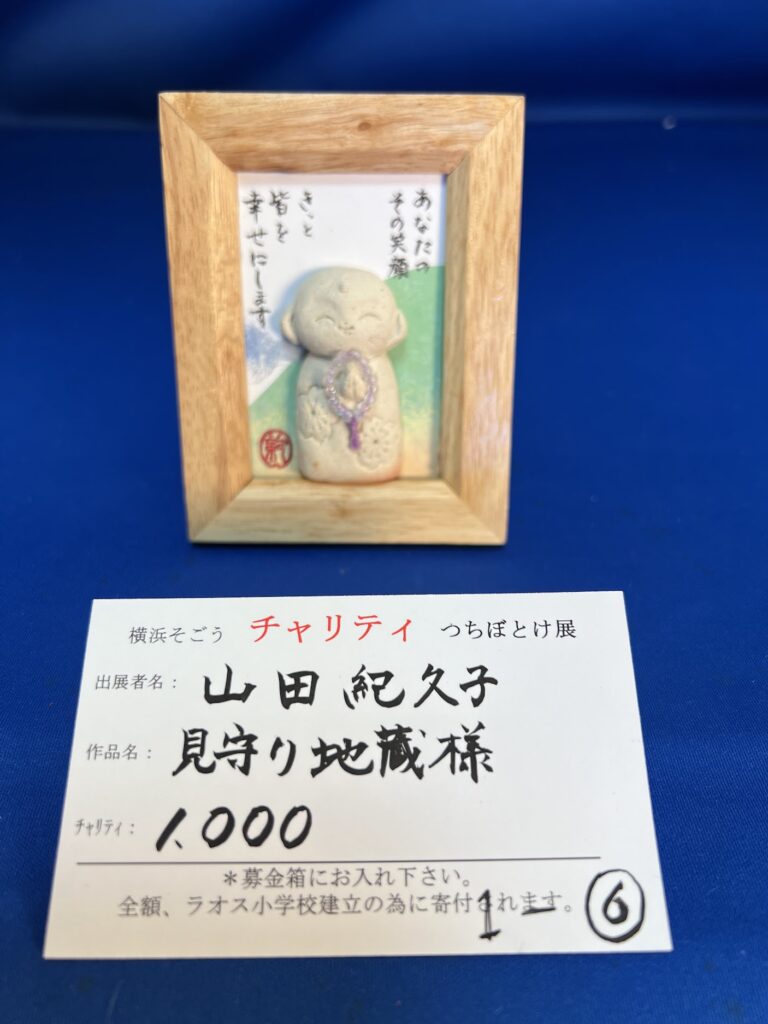 あなたの
その笑顔
きっと
皆を
幸せにします
横浜そごう チャリティ つちぼとけ展
出展者名： 山田紀久子
作品名： 見守り地蔵様
チャリティ： 1.000
＊募金箱にお入れ下さい。
全額、ラオス小学校建立の為に寄付されます。
1-⑥